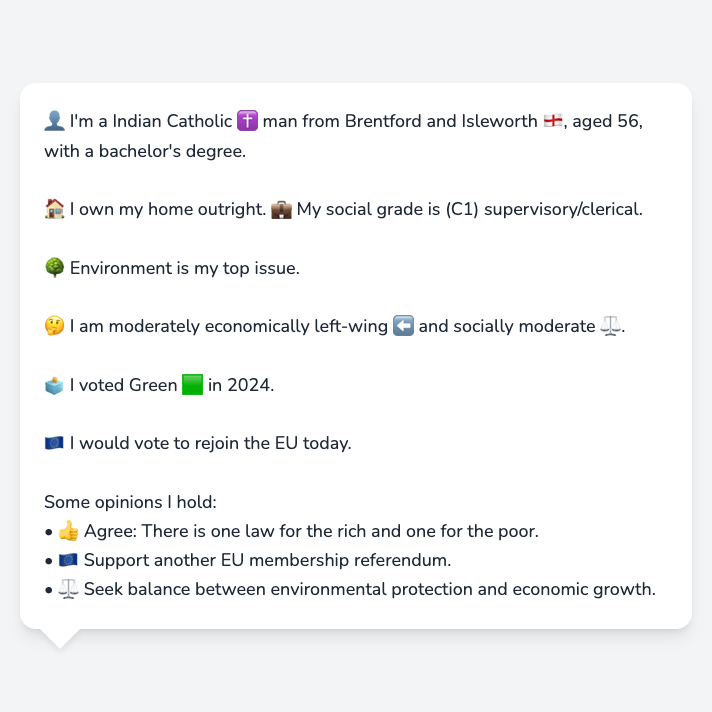 👤 I'm a Indian Catholic ✝️ man from Brentford and Isleworth 🏴󠁧󠁢󠁥󠁮󠁧󠁿, aged 56,
with a bachelor's degree.
🏠 I own my home outright. 💼 My social grade is (C1) supervisory/clerical.
🌳 Environment is my top issue.
🤔 I am moderately economically left-wing ⬅️ and socially moderate ⚖️.
🗳️ I voted Green 🟩 in 2024.
🇪🇺 I would vote to rejoin the EU today.
Some opinions I hold:
• 👍 Agree: There is one law for the rich and one for the poor.
• 🇪🇺 Support another EU membership referendum.
• ⚖️ Seek balance between environmental protection and economic growth.